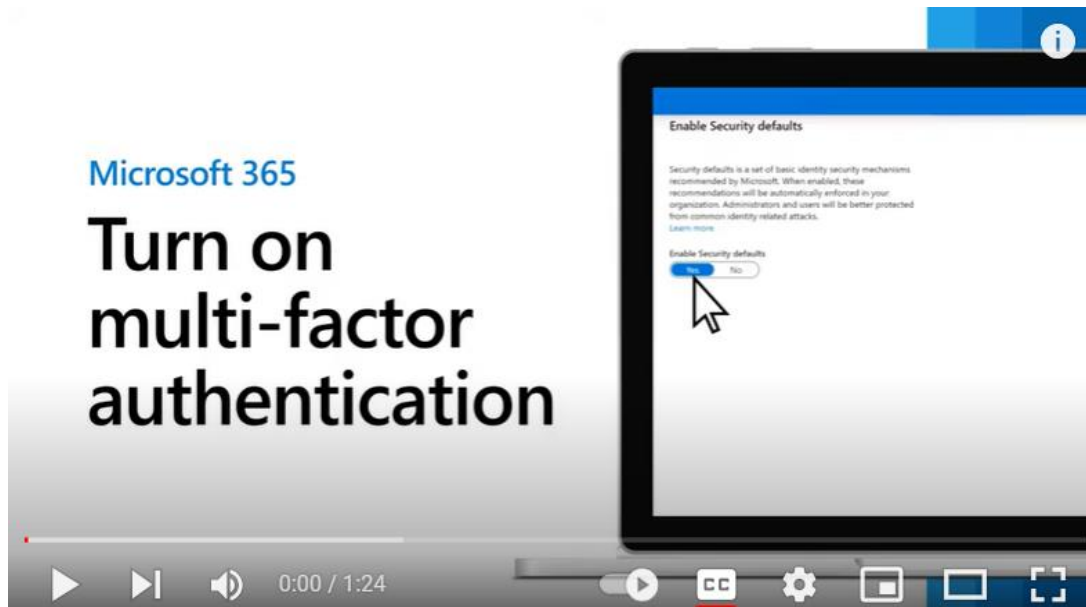 Microsoft 365
Turn on
multi-factor
authentication
Enable Security defaults
Security defaults is a set of basic identity security mechanisms
recommended by Microsoft. When enabled, these
recommendations will be automatically enforced in your
organization. Administrators and users will be better protected
from common identity related attacks.
Learn more
Enable Security defaults
Yes No
0:00 / 1:24
CC